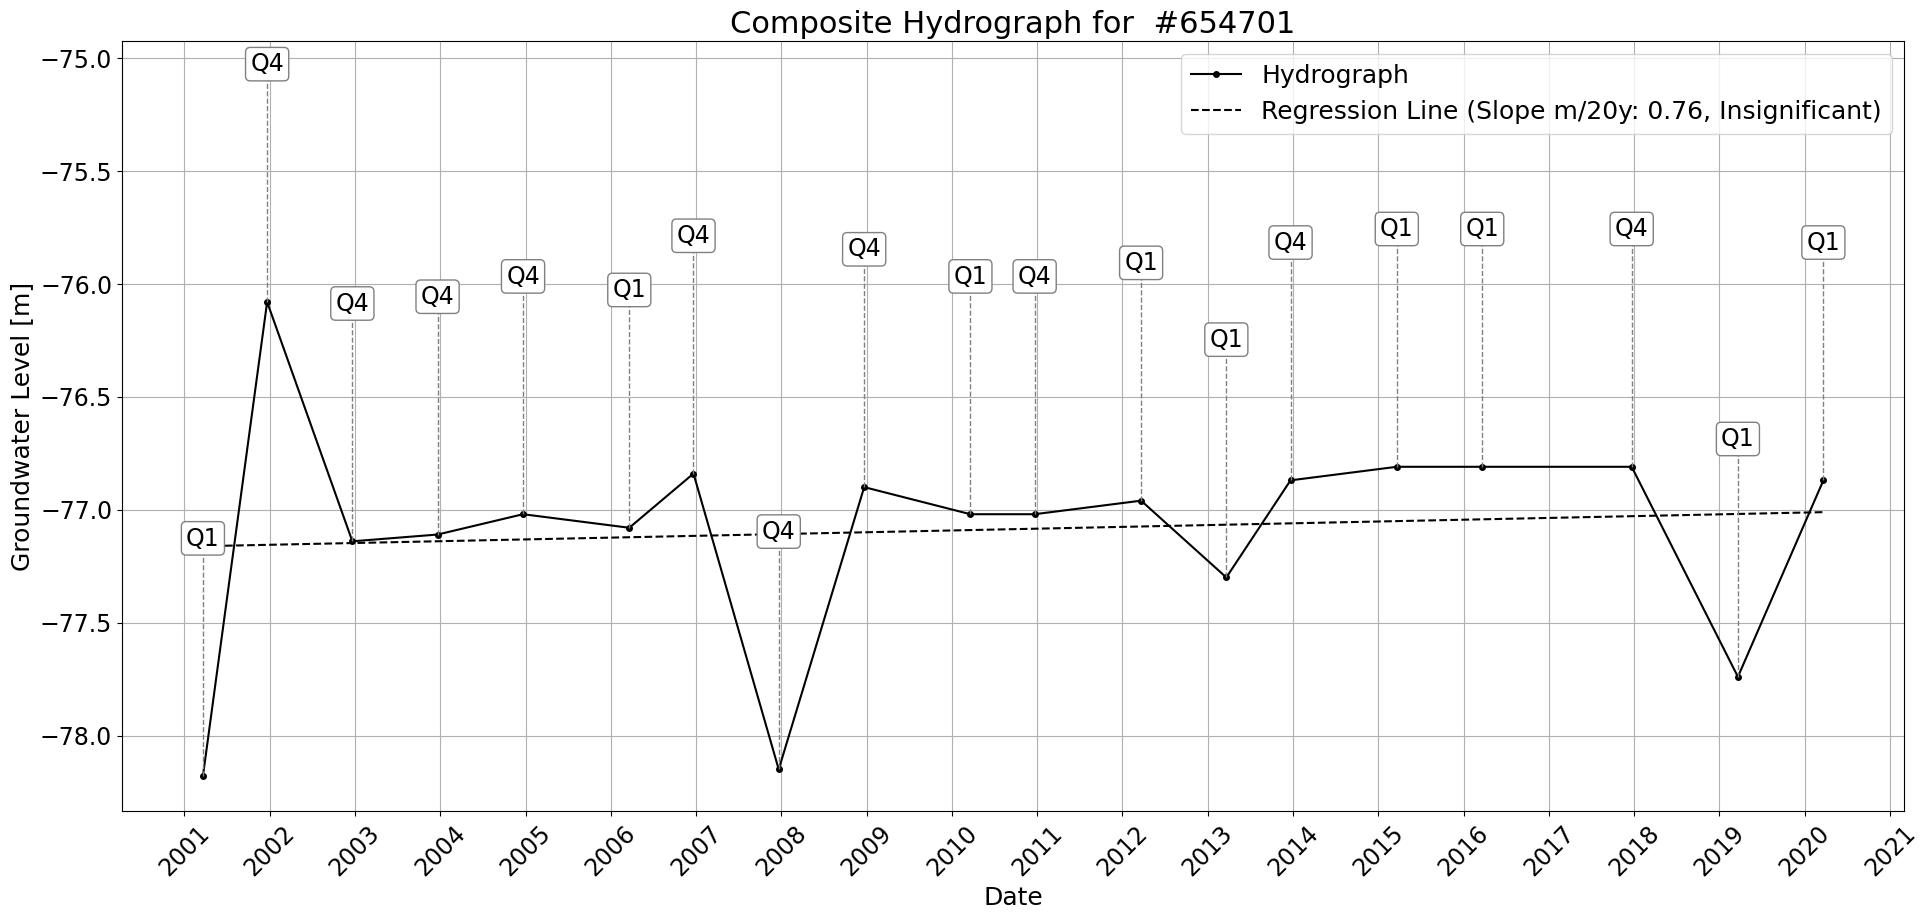 Composite Hydrograph for  #654701
Hydrograph
Regression Line (Slope m/20y: 0.76, Insignificant)
Groundwater Level [m]
−75.0
−75.5
−76.0
−76.5
−77.0
−77.5
−78.0
Q1
Q4
Q4
Q4
Q4
Q1
Q4
Q4
Q4
Q1
Q4
Q1
Q1
Q4
Q1
Q1
Q4
Q1
Q1
2001
2002
2003
2004
2005
2006
2007
2008
2009
2010
2011
2012
2013
2014
2015
2016
2017
2018
2019
2020
2021
Date